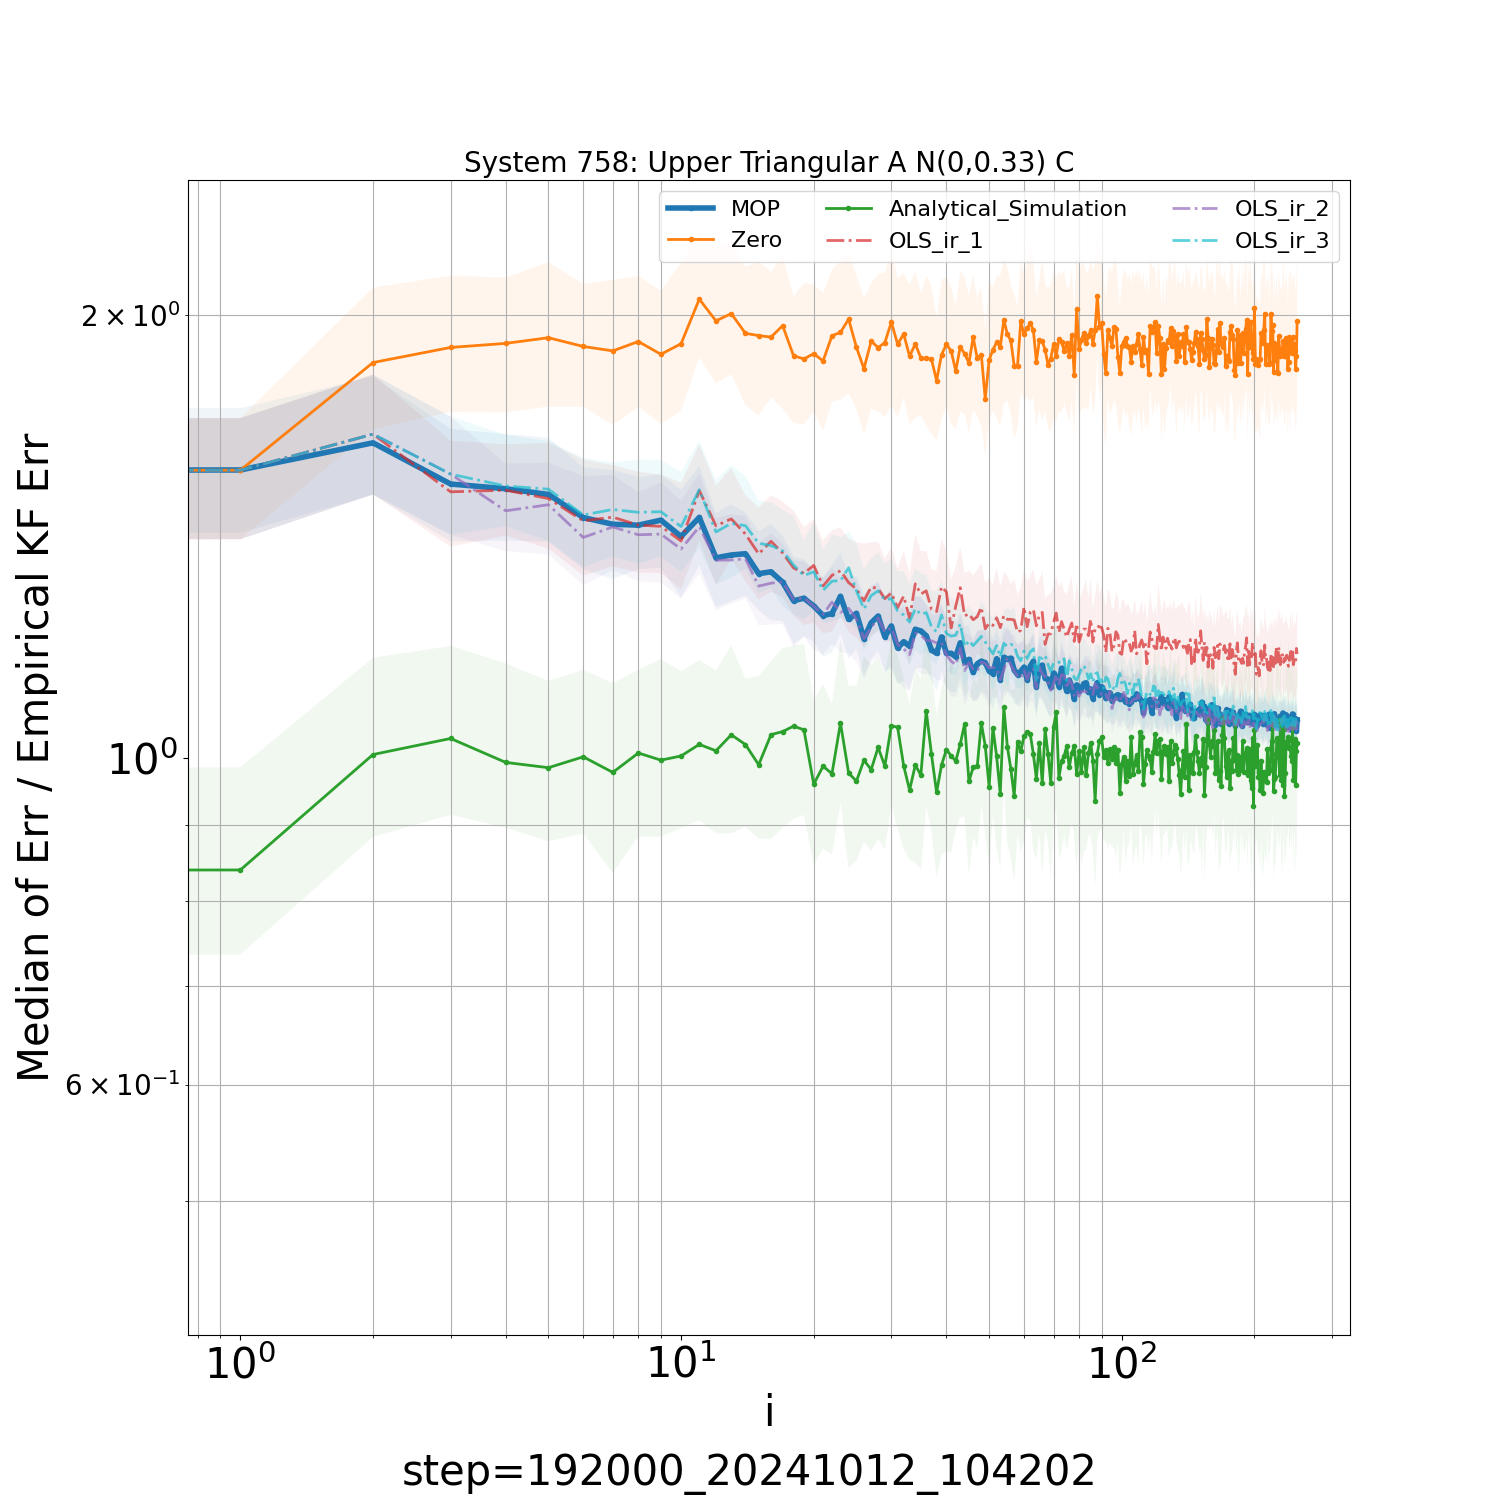 System 758: Upper Triangular A N(0,0.33) C
MOP
Zero
Analytical_Simulation
OLS_ir_1
OLS_ir_2
OLS_ir_3
Median of Err / Empirical KF Err
2 × 10⁰
10⁰
6 × 10⁻¹
10⁰ 10¹ 10²
i
step=192000_20241012_104202